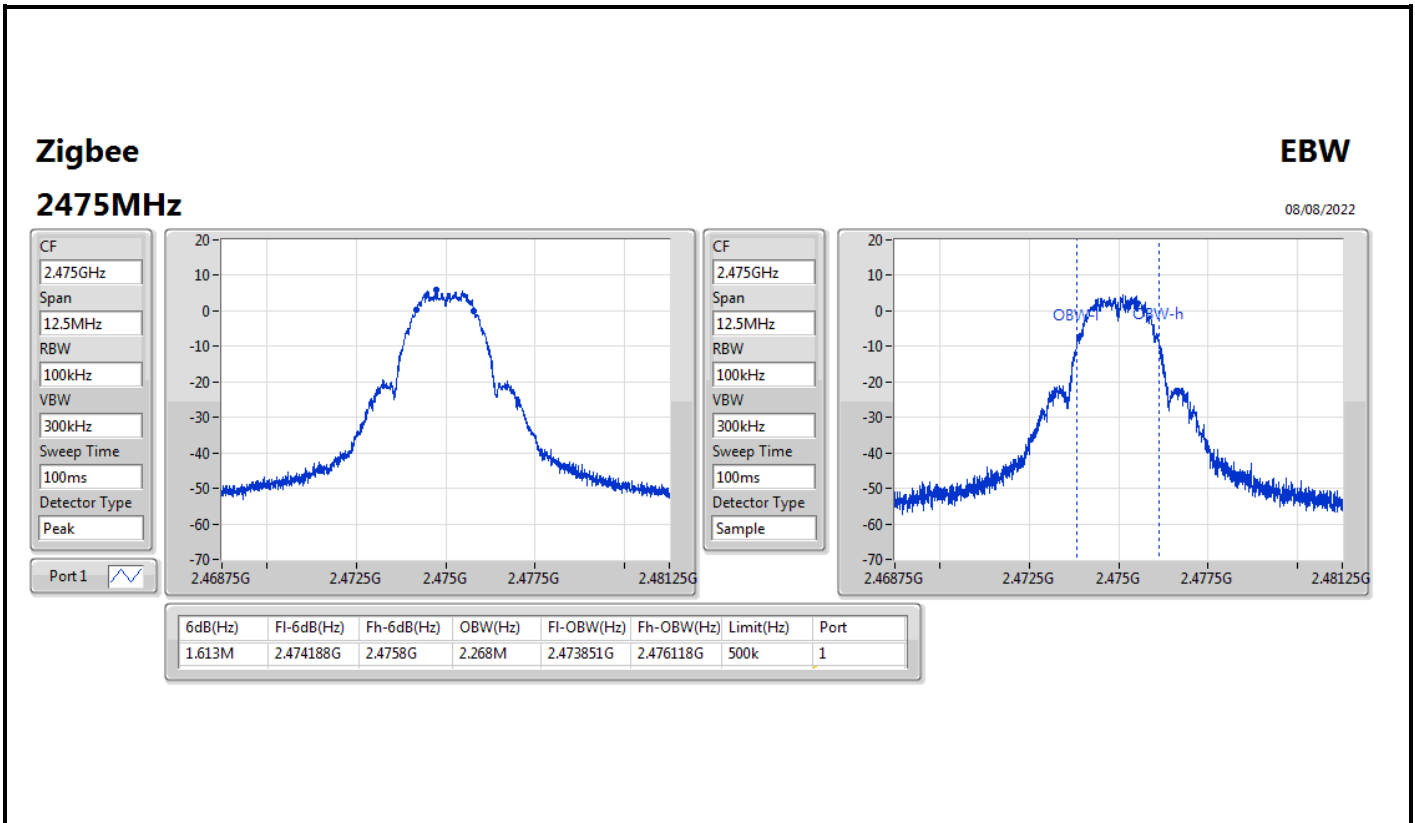 Zigbee
EBW
2475MHz
08/08/2022
CF
2.475GHz
Span
12.5MHz
RBW
100kHz
VBW
300kHz
Sweep Time
100ms
Detector Type
Peak
Port 1
20
10
0
-10
-20
-30
-40
-50
-60
-70
2.46875G 2.4725G 2.475G 2.4775G 2.48125G
CF
2.475GHz
Span
12.5MHz
RBW
100kHz
VBW
300kHz
Sweep Time
100ms
Detector Type
Sample
20
10
0
-10
-20
-30
-40
-50
-60
-70
OBW-l OBW-h
2.46875G 2.4725G 2.475G 2.4775G 2.48125G
6dB(Hz) Fl-6dB(Hz) Fh-6dB(Hz) OBW(Hz) Fl-OBW(Hz) Fh-OBW(Hz) Limit(Hz) Port
1.613M 2.474188G 2.4758G 2.268M 2.473851G 2.476118G 500k 1